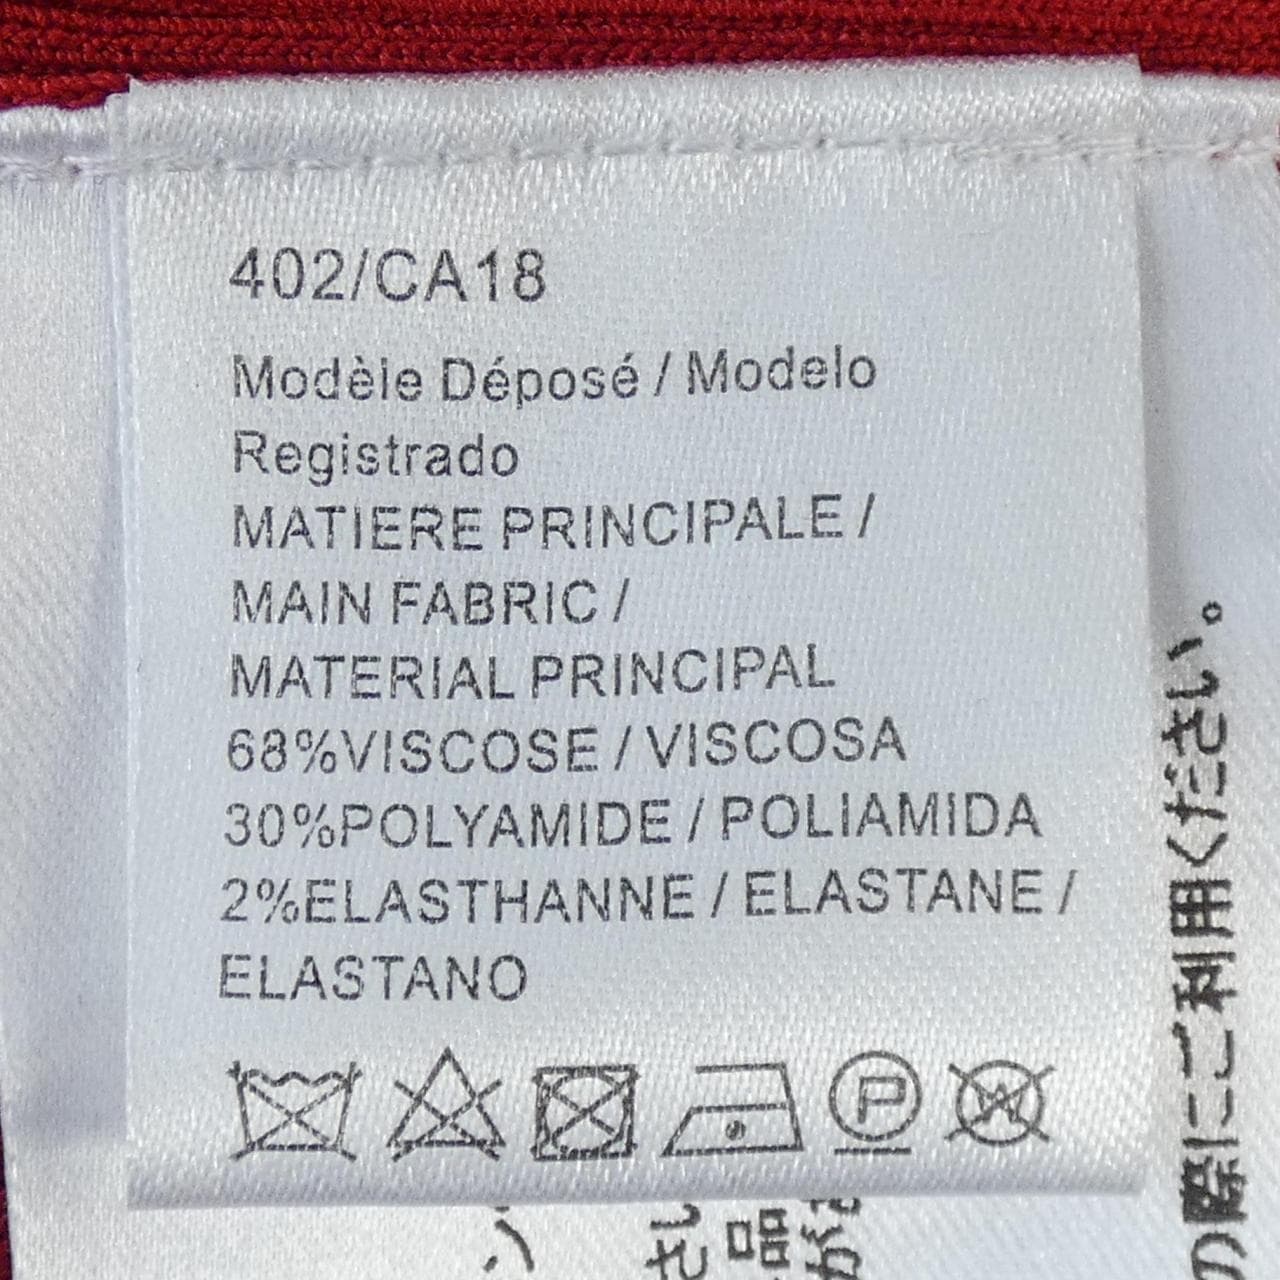 402/CA18
Modèle Déposé / Modelo
Registrado
MATIERE PRINCIPALE /
MAIN FABRIC /
MATERIAL PRINCIPAL
68%VISCOSE / VISCOSA
30%POLYAMIDE / POLIAMIDA
2%ELASTHANNE / ELASTANE /
ELASTANO
P
W
の際にご利用ください。